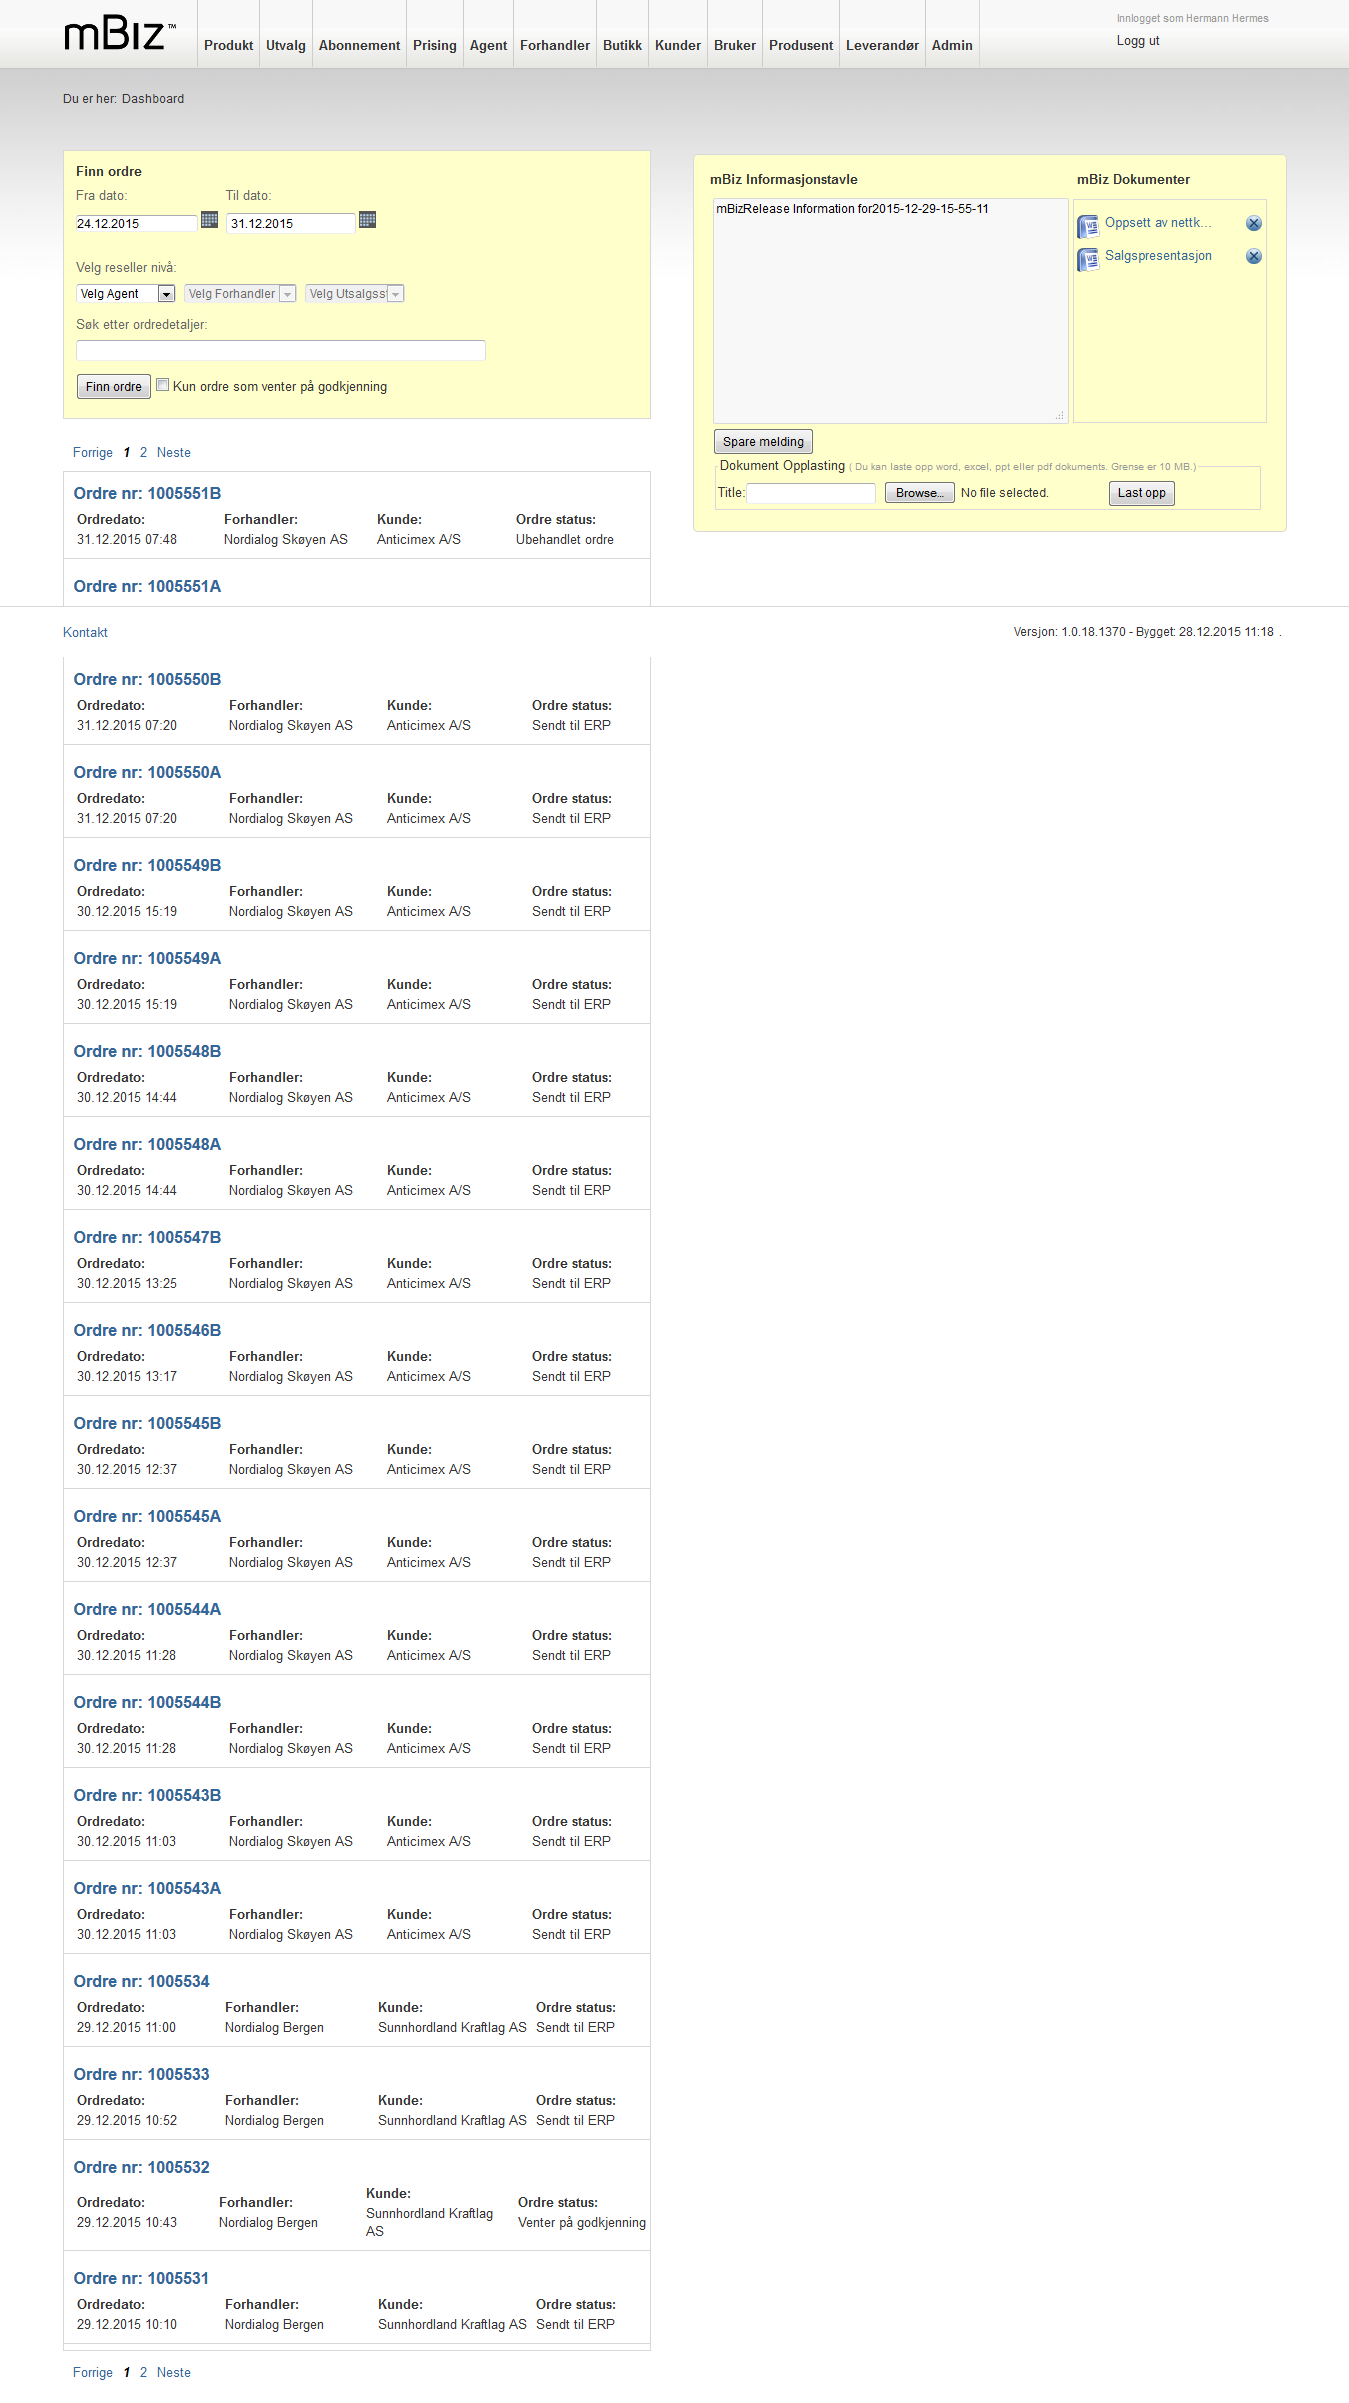 mBiz™
Produkt Utvalg Abonnement Prising Agent Forhandler Butikk Kunder Bruker Produsent Leverandør Admin
Innlogget som Hermann Hermes
Logg ut
Du er her: Dashboard
Finn ordre
Fra dato: Til dato:
24.12.2015 31.12.2015
Velg reseller nivå:
Velg Agent Velg Forhandler Velg Utsalgss
Søk etter ordredetaljer:
Finn ordre Kun ordre som venter på godkjenning
mBiz Informasjonstavle mBiz Dokumenter
mBizRelease Information for2015-12-29-15-55-11
Oppsett av nettk...
Salgspresentasjon
Spare melding
Dokument Opplasting ( Du kan laste opp word, excel, ppt eller pdf dokuments. Grense er 10 MB.)
Title: Browse... No file selected. Last opp
Forrige 1 2 Neste
Ordre nr: 1005551B
Ordredato: Forhandler: Kunde: Ordre status:
31.12.2015 07:48 Nordialog Skøyen AS Anticimex A/S Ubehandlet ordre
Ordre nr: 1005551A
Kontakt Versjon: 1.0.18.1370 - Bygget: 28.12.2015 11:18 .
Ordre nr: 1005550B
Ordredato: Forhandler: Kunde: Ordre status:
31.12.2015 07:20 Nordialog Skøyen AS Anticimex A/S Sendt til ERP
Ordre nr: 1005550A
Ordredato: Forhandler: Kunde: Ordre status:
31.12.2015 07:20 Nordialog Skøyen AS Anticimex A/S Sendt til ERP
Ordre nr: 1005549B
Ordredato: Forhandler: Kunde: Ordre status:
30.12.2015 15:19 Nordialog Skøyen AS Anticimex A/S Sendt til ERP
Ordre nr: 1005549A
Ordredato: Forhandler: Kunde: Ordre status:
30.12.2015 15:19 Nordialog Skøyen AS Anticimex A/S Sendt til ERP
Ordre nr: 1005548B
Ordredato: Forhandler: Kunde: Ordre status:
30.12.2015 14:44 Nordialog Skøyen AS Anticimex A/S Sendt til ERP
Ordre nr: 1005548A
Ordredato: Forhandler: Kunde: Ordre status:
30.12.2015 14:44 Nordialog Skøyen AS Anticimex A/S Sendt til ERP
Ordre nr: 1005547B
Ordredato: Forhandler: Kunde: Ordre status:
30.12.2015 13:25 Nordialog Skøyen AS Anticimex A/S Sendt til ERP
Ordre nr: 1005546B
Ordredato: Forhandler: Kunde: Ordre status:
30.12.2015 13:17 Nordialog Skøyen AS Anticimex A/S Sendt til ERP
Ordre nr: 1005545B
Ordredato: Forhandler: Kunde: Ordre status:
30.12.2015 12:37 Nordialog Skøyen AS Anticimex A/S Sendt til ERP
Ordre nr: 1005545A
Ordredato: Forhandler: Kunde: Ordre status:
30.12.2015 12:37 Nordialog Skøyen AS Anticimex A/S Sendt til ERP
Ordre nr: 1005544A
Ordredato: Forhandler: Kunde: Ordre status:
30.12.2015 11:28 Nordialog Skøyen AS Anticimex A/S Sendt til ERP
Ordre nr: 1005544B
Ordredato: Forhandler: Kunde: Ordre status:
30.12.2015 11:28 Nordialog Skøyen AS Anticimex A/S Sendt til ERP
Ordre nr: 1005543B
Ordredato: Forhandler: Kunde: Ordre status:
30.12.2015 11:03 Nordialog Skøyen AS Anticimex A/S Sendt til ERP
Ordre nr: 1005543A
Ordredato: Forhandler: Kunde: Ordre status:
30.12.2015 11:03 Nordialog Skøyen AS Anticimex A/S Sendt til ERP
Ordre nr: 1005534
Ordredato: Forhandler: Kunde: Ordre status:
29.12.2015 11:00 Nordialog Bergen Sunnhordland Kraftlag AS Sendt til ERP
Ordre nr: 1005533
Ordredato: Forhandler: Kunde: Ordre status:
29.12.2015 10:52 Nordialog Bergen Sunnhordland Kraftlag AS Sendt til ERP
Ordre nr: 1005532
Ordredato: Forhandler: Kunde: Ordre status:
29.12.2015 10:43 Nordialog Bergen Sunnhordland Kraftlag AS Venter på godkjenning
Ordre nr: 1005531
Ordredato: Forhandler: Kunde: Ordre status:
29.12.2015 10:10 Nordialog Bergen Sunnhordland Kraftlag AS Sendt til ERP
Forrige 1 2 Neste